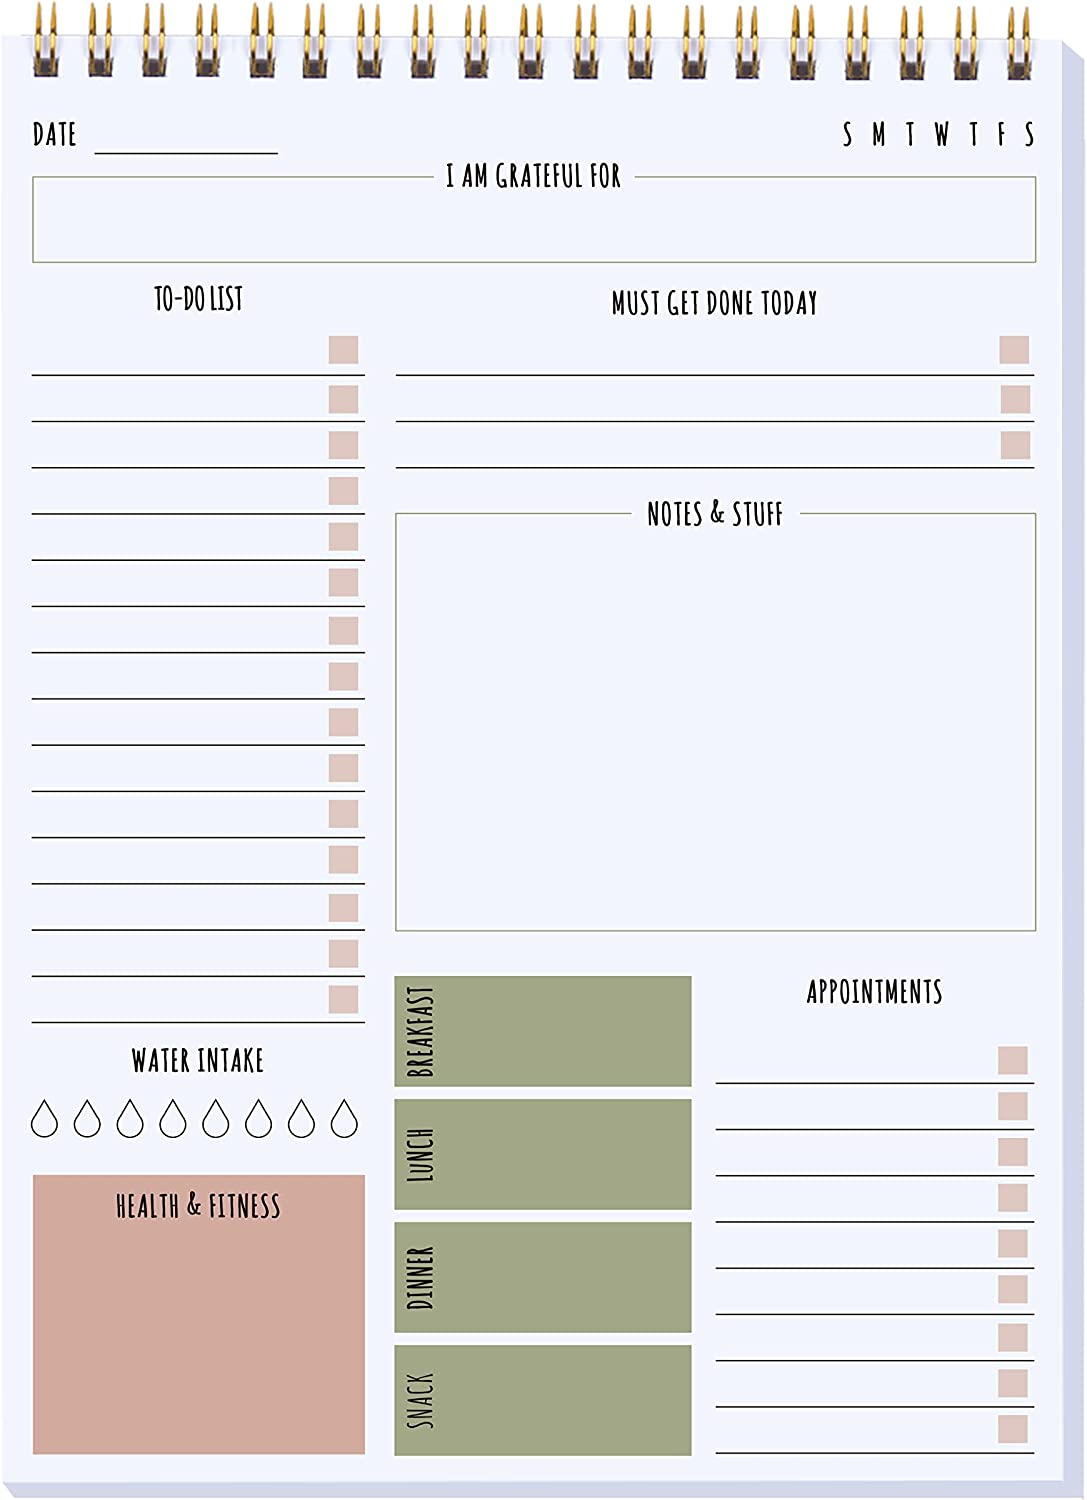 DATE
S M T W T F S
I AM GRATEFUL FOR
TO-DO LIST
MUST GET DONE TODAY
NOTES & STUFF
BREAKFAST
LUNCH
DINNER
SNACK
APPOINTMENTS
WATER INTAKE
HEALTH & FITNESS